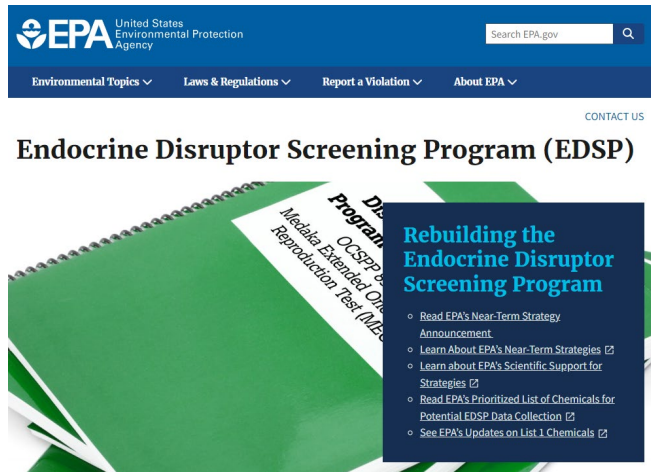 EPA
United States
Environmental Protection
Agency
Search EPA.gov
Environmental Topics
Laws & Regulations
Report a Violation
About EPA
CONTACT US
Endocrine Disruptor Screening Program (EDSP)
Program
OCSPP
Medaka Extended One
Reproduction Test
Rebuilding the
Endocrine Disruptor
Screening Program
Read EPA's Near-Term Strategy
Announcement
Learn About EPA's Near-Term Strategies
Learn about EPA's Scientific Support for
Strategies
Read EPA's Prioritized List of Chemicals for
Potential EDSP Data Collection
See EPA's Updates on List 1 Chemicals